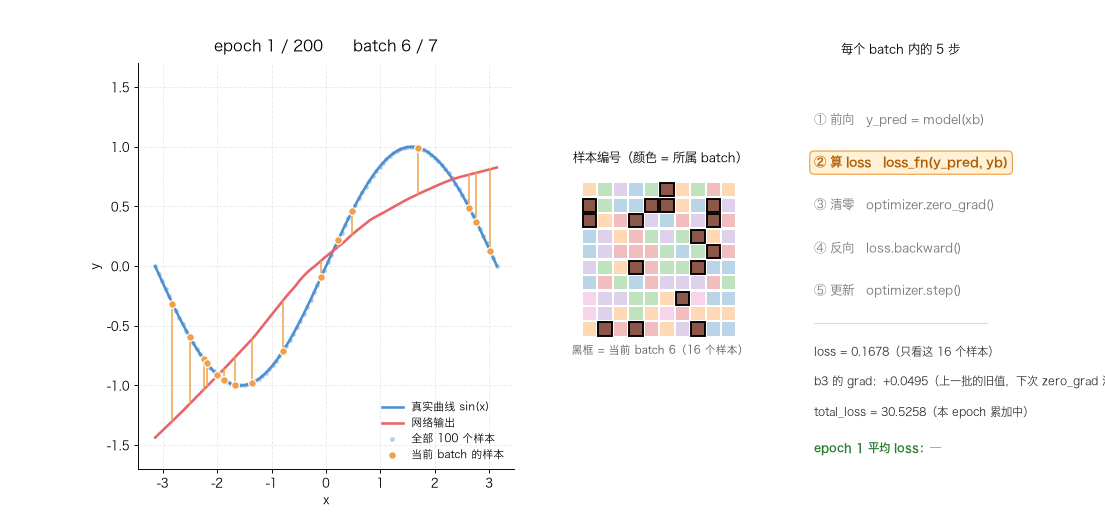 epoch 1 / 200 batch 6 / 7
1.5
1.0
0.5
0.0
-0.5
-1.0
-1.5
y
-3
-2
-1
0
1
2
3
x
真实曲线 sin(x)
网络输出
全部 100 个样本
当前 batch 的样本
样本编号（颜色 = 所属 batch）
黑框 = 当前 batch 6（16 个样本）
每个 batch 内的 5 步
① 前向 y_pred = model(xb)
② 算 loss loss_fn(y_pred, yb)
③ 清零 optimizer.zero_grad()
④ 反向 loss.backward()
⑤ 更新 optimizer.step()
loss = 0.1678（只看这 16 个样本）
b3 的 grad：+0.0495（上一批的旧值，下次 zero_grad
total_loss = 30.5258（本 epoch 累加中）
epoch 1 平均 loss：—